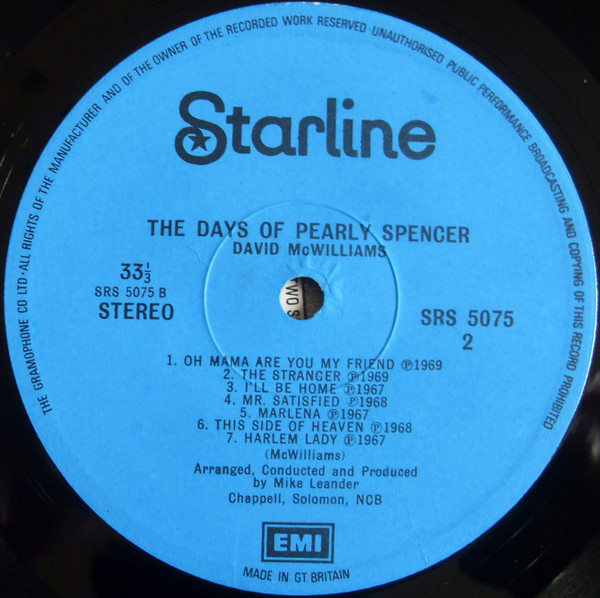 THE GRAMOPHONE CO LTD·ALL RIGHTS OF THE MANUFACTURER AND OF THE OWNER OF THE RECORDED WORK RESERVED·UNAUTHORISED PUBLIC PERFORMANCE BROADCASTING AND COPYING OF THIS RECORD PROHIBITED
Starline
THE DAYS OF PEARLY SPENCER
DAVID McWILLIAMS
33⅓
SRS 5075 B
STEREO
TWO S
SRS 5075
2
1. OH MAMA ARE YOU MY FRIEND ℗1969
2. THE STRANGER ℗1969
3. I'LL BE HOME ℗1967
4. MR. SATISFIED ℗1968
5. MARLENA ℗1967
6. THIS SIDE OF HEAVEN ℗1968
7. HARLEM LADY ℗1967
(McWilliams)
Arranged, Conducted and Produced
by Mike Leander
Chappell, Solomon, NCB
EMI
MADE IN GT BRITAIN